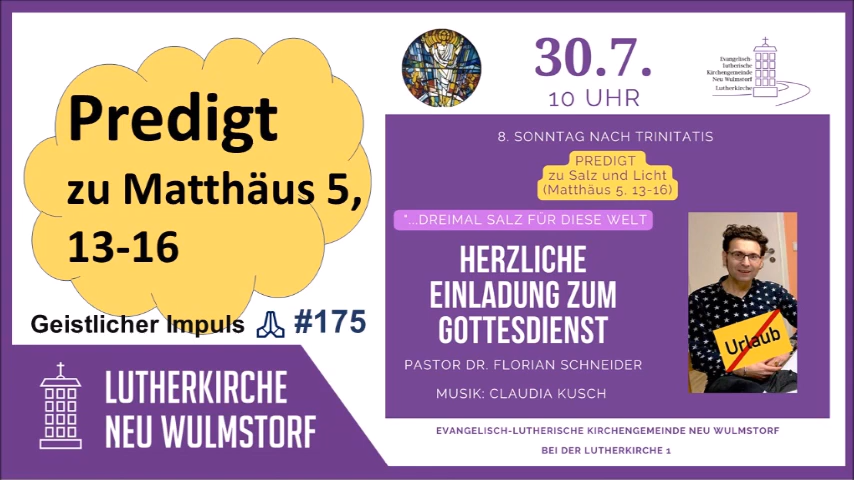 Predigt
zu Matthäus 5,
13-16
Geistlicher Impuls #175
LUTHERKIRCHE
NEU WULMSTORF
30.7.
10 UHR
Evangelisch-
lutherische
Kirchengemeinde
Neu Wulmstorf
Lutherkirche
8. SONNTAG NACH TRINITATIS
PREDIGT
zu Salz und Licht
(Matthäus 5, 13-16)
"...DREIMAL SALZ FÜR DIESE WELT
HERZLICHE
EINLADUNG ZUM
GOTTESDIENST
PASTOR DR. FLORIAN SCHNEIDER
MUSIK: CLAUDIA KUSCH
Urlaub
EVANGELISCH-LUTHERISCHE KIRCHENGEMEINDE NEU WULMSTORF
BEI DER LUTHERKIRCHE 1